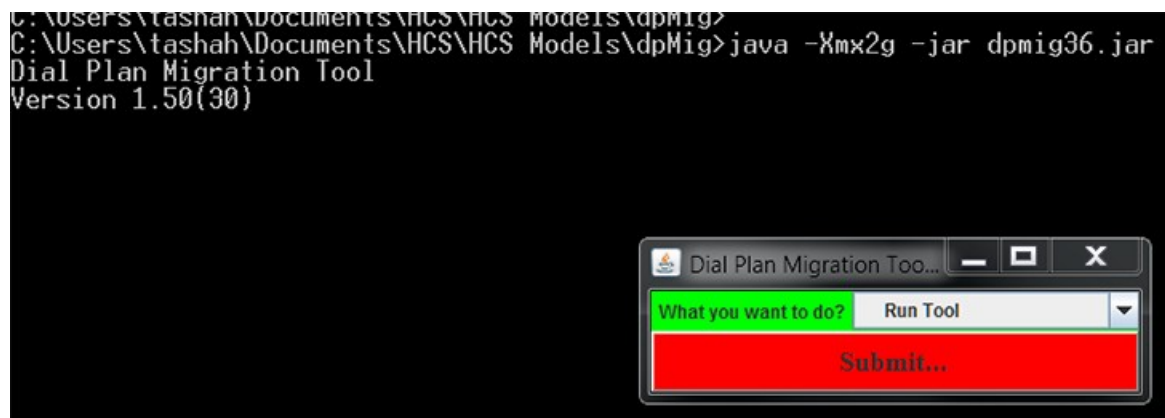 C:\Users\tashah\Documents\HCS\HCS Models\dpMig>
C:\Users\tashah\Documents\HCS\HCS Models\dpMig>java -Xmx2g -jar dpmig36.jar
Dial Plan Migration Tool
Version 1.50(30)
Dial Plan Migration Too...
What you want to do? Run Tool
Submit...